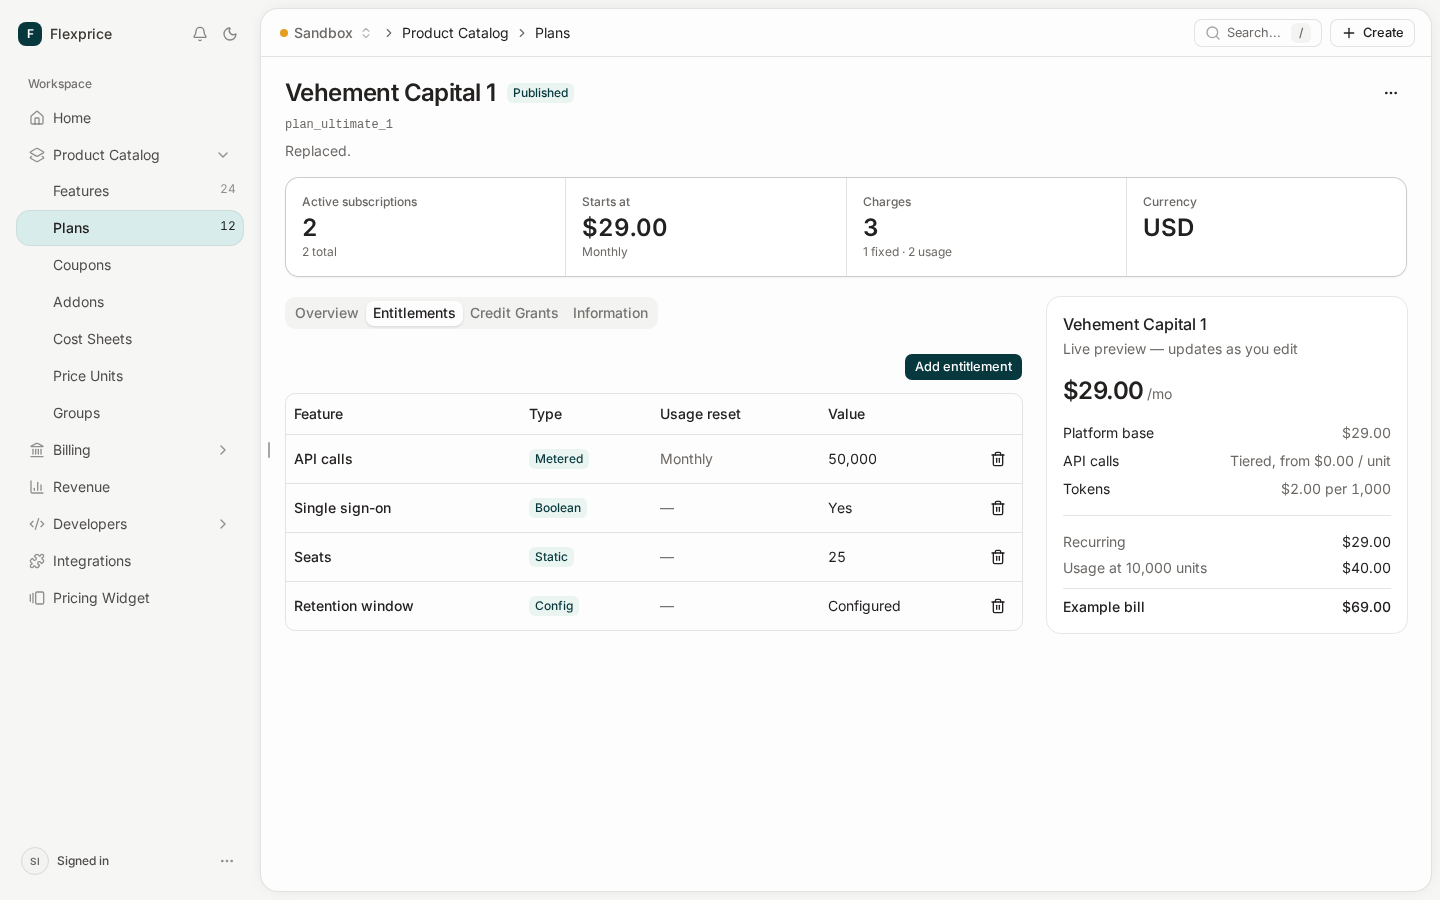 F Flexprice
Workspace
Home
Product Catalog
Features 24
Plans 12
Coupons
Addons
Cost Sheets
Price Units
Groups
Billing
Revenue
Developers
Integrations
Pricing Widget
SI Signed in
Sandbox Product Catalog Plans
Search... /
Create
Vehement Capital 1 Published
plan_ultimate_1
Replaced.
Active subscriptions
2
2 total
Starts at
$29.00
Monthly
Charges
3
1 fixed · 2 usage
Currency
USD
Overview Entitlements Credit Grants Information
Add entitlement
Feature Type Usage reset Value
API calls Metered Monthly 50,000
Single sign-on Boolean — Yes
Seats Static — 25
Retention window Config — Configured
Vehement Capital 1
Live preview — updates as you edit
$29.00 /mo
Platform base $29.00
API calls Tiered, from $0.00 / unit
Tokens $2.00 per 1,000
Recurring $29.00
Usage at 10,000 units $40.00
Example bill $69.00